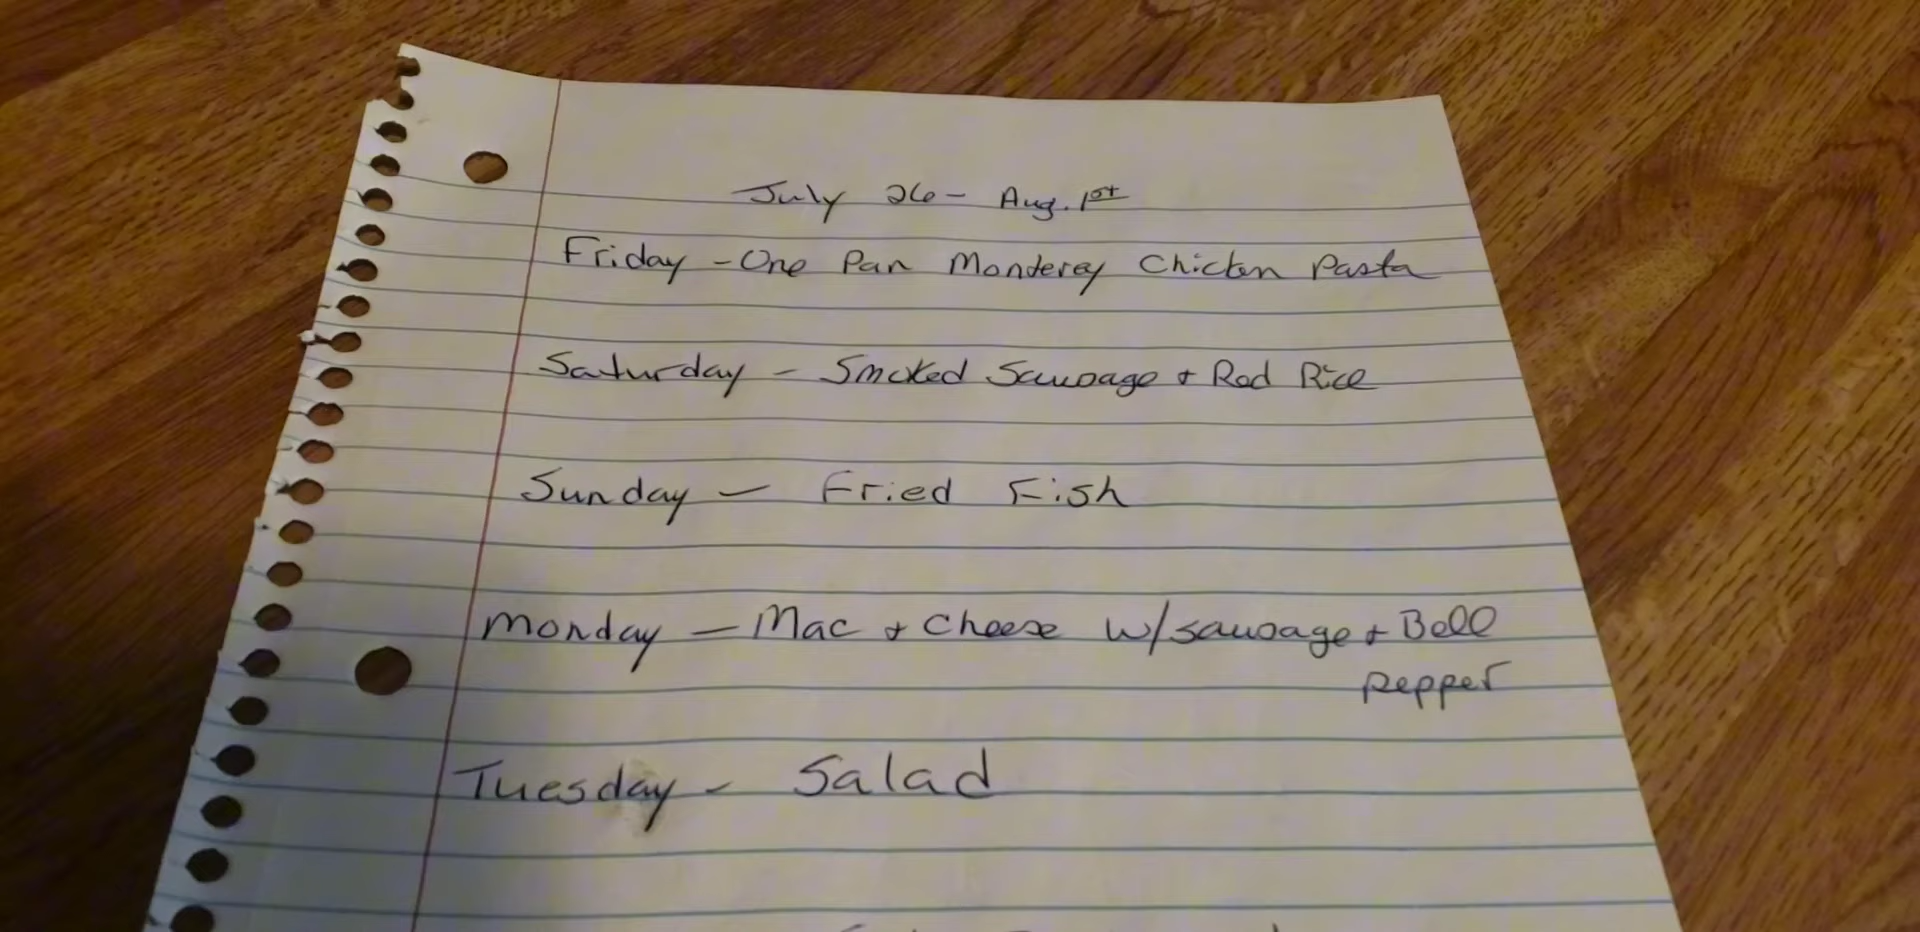 July 26 - Aug. 1st
Friday - One Pan Monterey Chicken Pasta
Saturday - Smoked Sausage + Red Rice
Sunday - Fried Fish
Monday - Mac + Cheese w/ sausage + Bell
pepper
Tuesday - Salad